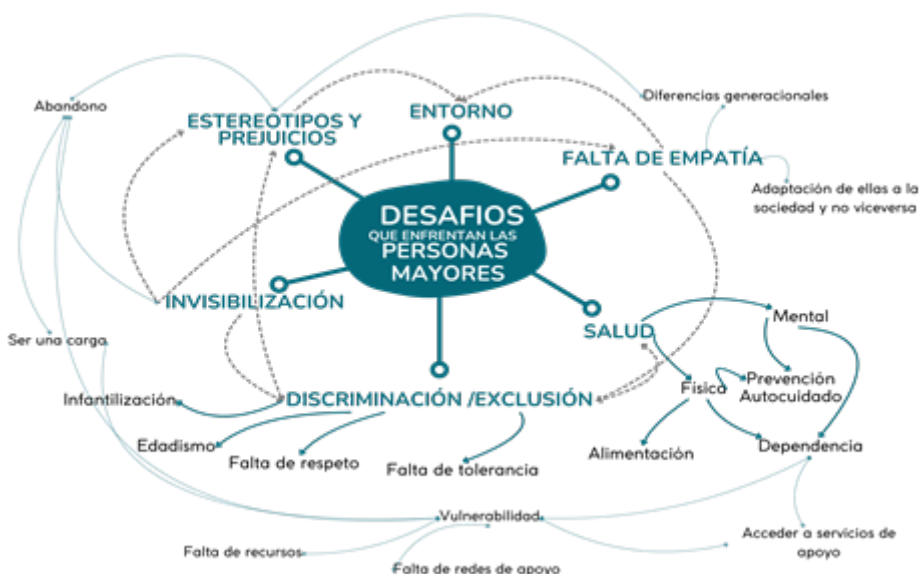 Abandono
ESTEREÓTIPOS Y
PREJUICIOS
ENTORNO
Diferencias generacionales
FALTA DE EMPATÍA
Adaptación de ellas a la
sociedad y no viceversa
DESAFIOS
QUE ENFRENTAN LAS
PERSONAS
MAYORES
INVISIBILIZACIÓN
SALUD
Mental
Ser una carga
Física
Prevención
Autocuidado
Infantilización
DISCRIMINACIÓN /EXCLUSIÓN
Edadismo
Falta de respeto
Falta de tolerancia
Alimentación
Dependencia
Vulnerabilidad
Acceder a servicios de
apoyo
Falta de recursos
Falta de redes de apoyo